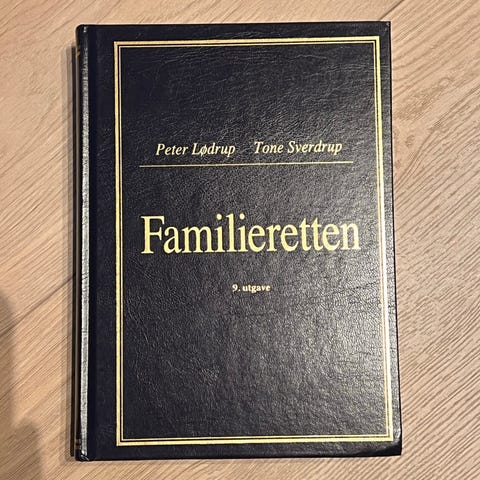 Peter Lødrup Tone Sverdrup
Familieretten
9. utgave